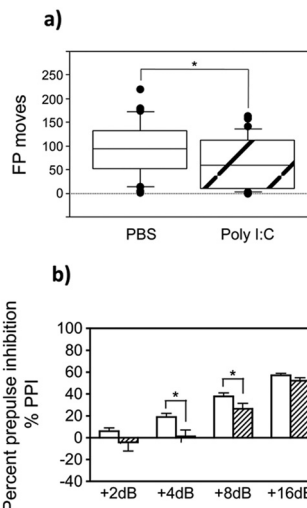 a)
*
250
200
150
100
50
0
FP moves
PBS Poly I:C
b)
100
80
60
40
20
0
-20
-40
Percent prepulse inhibition
% PPI
*
*
+2dB +4dB +8dB +16dB